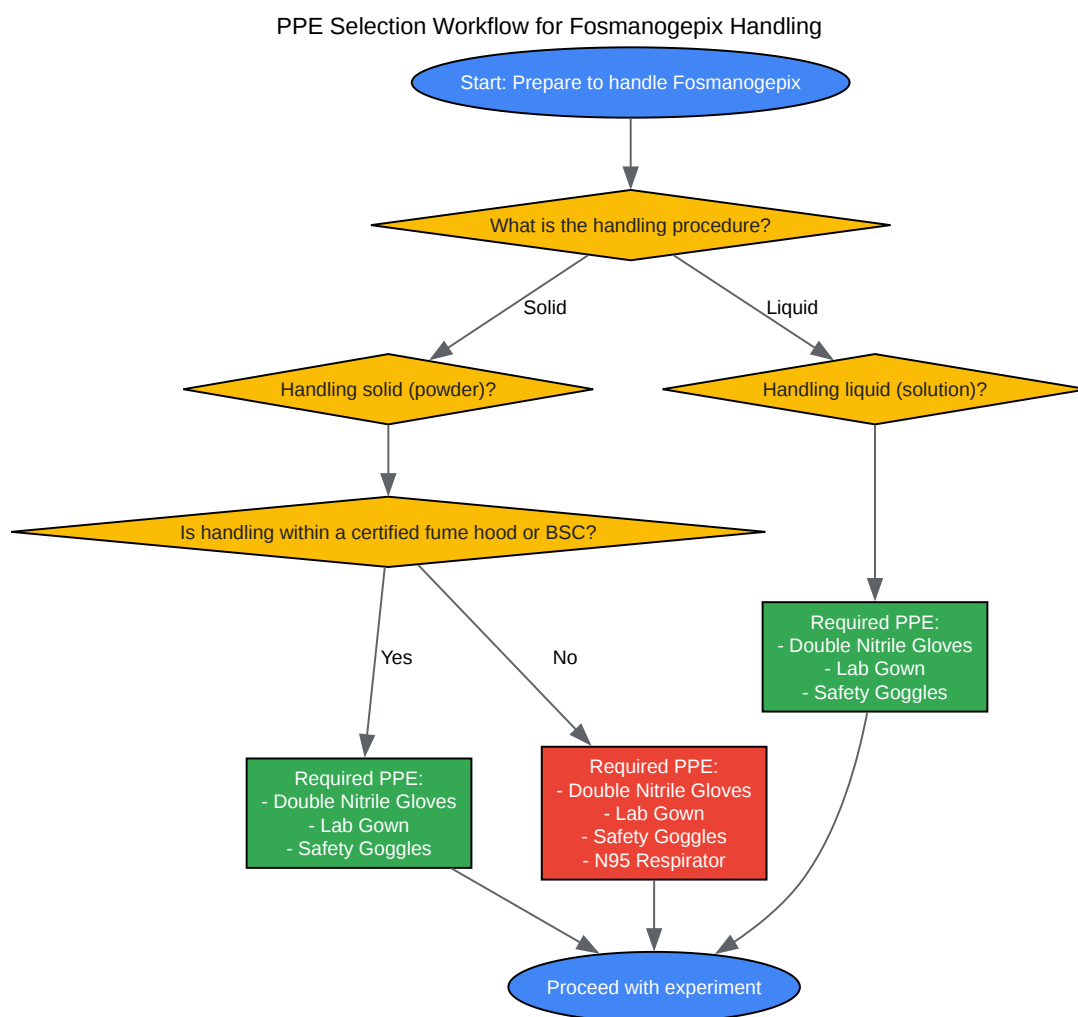 PPE Selection Workflow for Fosmanogepix Handling
Start: Prepare to handle Fosmanogepix
What is the handling procedure?
Solid
Liquid
Handling solid (powder)?
Handling liquid (solution)?
Is handling within a certified fume hood or BSC?
Yes
No
Required PPE:
- Double Nitrile Gloves
- Lab Gown
- Safety Goggles
Required PPE:
- Double Nitrile Gloves
- Lab Gown
- Safety Goggles
- N95 Respirator
Required PPE:
- Double Nitrile Gloves
- Lab Gown
- Safety Goggles
Proceed with experiment